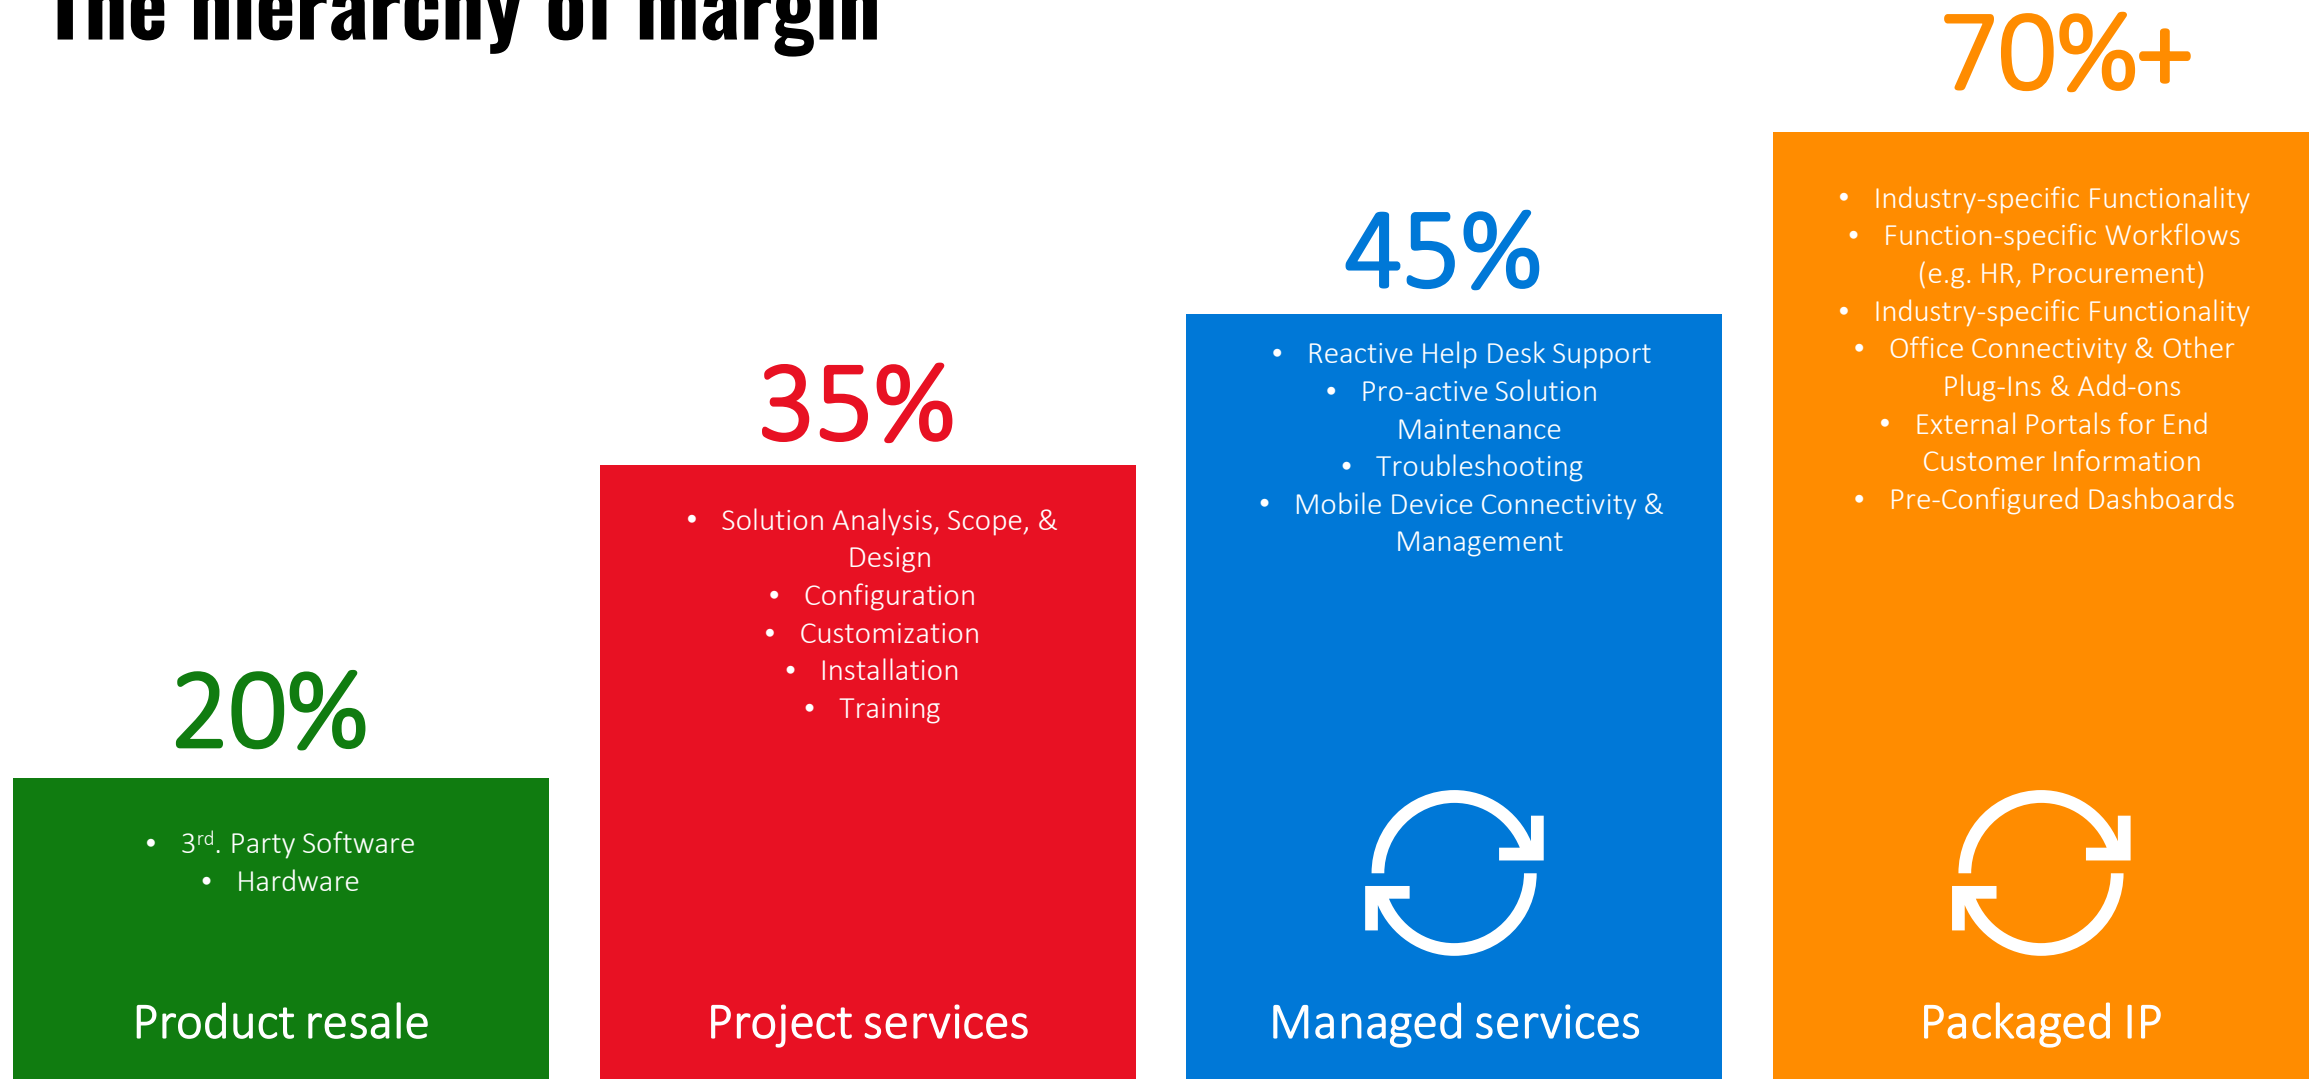 The hierarchy of margin
20%
• 3rd. Party Software
• Hardware
Product resale
35%
• Solution Analysis, Scope, &
Design
• Configuration
• Customization
• Installation
• Training
Project services
45%
• Reactive Help Desk Support
• Pro-active Solution
Maintenance
• Troubleshooting
• Mobile Device Connectivity &
Management
Managed services
70%+
• Industry-specific Functionality
• Function-specific Workflows
(e.g. HR, Procurement)
• Industry-specific Functionality
• Office Connectivity & Other
Plug-Ins & Add-ons
• External Portals for End
Customer Information
• Pre-Configured Dashboards
Packaged IP